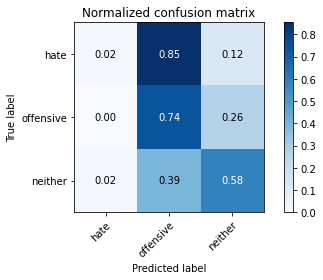 Normalized confusion matrix
True label
hate
offensive
neither
0.02 0.85 0.12
0.00 0.74 0.26
0.02 0.39 0.58
hate
offensive
neither
Predicted label
0.8
0.7
0.6
0.5
0.4
0.3
0.2
0.1
0.0